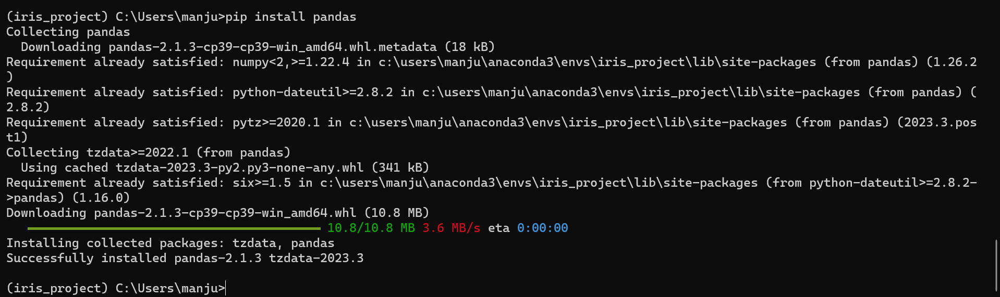 (iris_project) C:\Users\manju>pip install pandas
Collecting pandas
  Downloading pandas-2.1.3-cp39-cp39-win_amd64.whl.metadata (18 kB)
Requirement already satisfied: numpy<2,>=1.22.4 in c:\users\manju\anaconda3\envs\iris_project\lib\site-packages (from pandas) (1.26.2
)
Requirement already satisfied: python-dateutil>=2.8.2 in c:\users\manju\anaconda3\envs\iris_project\lib\site-packages (from pandas) (
2.8.2)
Requirement already satisfied: pytz>=2020.1 in c:\users\manju\anaconda3\envs\iris_project\lib\site-packages (from pandas) (2023.3.pos
t1)
Collecting tzdata>=2022.1 (from pandas)
  Using cached tzdata-2023.3-py2.py3-none-any.whl (341 kB)
Requirement already satisfied: six>=1.5 in c:\users\manju\anaconda3\envs\iris_project\lib\site-packages (from python-dateutil>=2.8.2-
>pandas) (1.16.0)
Downloading pandas-2.1.3-cp39-cp39-win_amd64.whl (10.8 MB)
10.8/10.8 MB 3.6 MB/s eta 0:00:00
Installing collected packages: tzdata, pandas
Successfully installed pandas-2.1.3 tzdata-2023.3
(iris_project) C:\Users\manju>